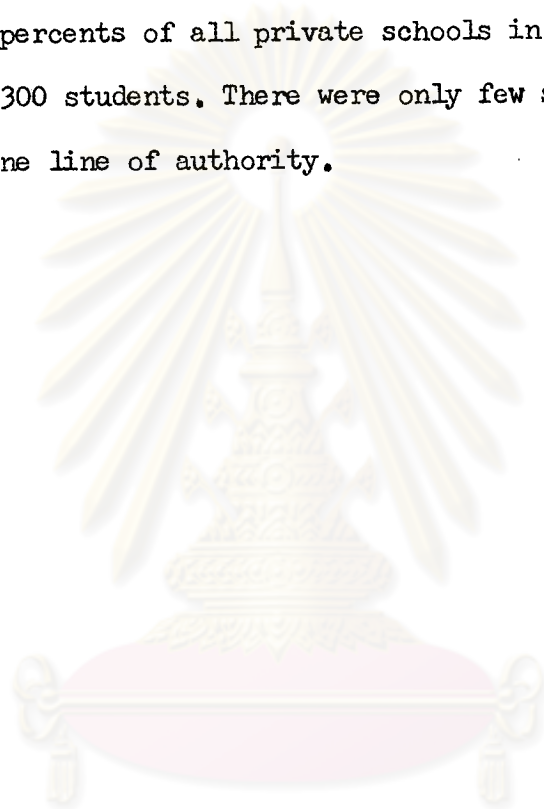 percents of all private schools in
300 students. There were only few
ne line of authority.